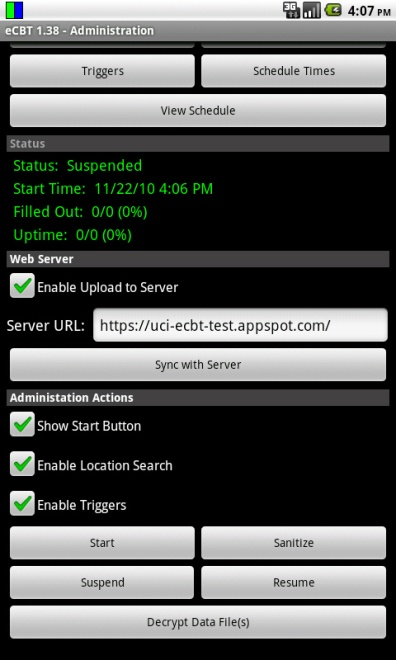 3G
4:07 PM
eCBT 1.38 - Administration
Triggers
Schedule Times
View Schedule
Status
Status: Suspended
Start Time: 11/22/10 4:06 PM
Filled Out: 0/0 (0%)
Uptime: 0/0 (0%)
Web Server
Enable Upload to Server
Server URL: https://uci-ecbt-test.appspot.com/
Sync with Server
Administation Actions
Show Start Button
Enable Location Search
Enable Triggers
Start
Sanitize
Suspend
Resume
Decrypt Data File(s)